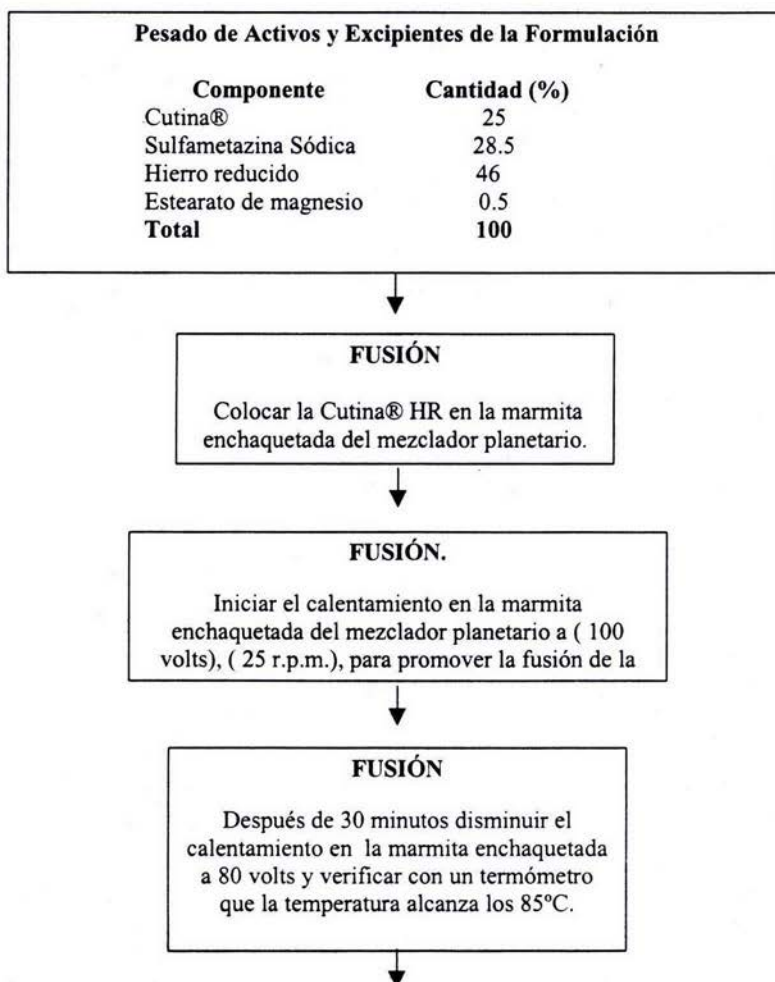 Pesado de Activos y Excipientes de la Formulación
Componente Cantidad (%)
Cutina® 25
Sulfametazina Sódica 28.5
Hierro reducido 46
Estearato de magnesio 0.5
Total 100
FUSIÓN
Colocar la Cutina® HR en la marmita
enchaquetada del mezclador planetario.
FUSIÓN.
Iniciar el calentamiento en la marmita
enchaquetada del mezclador planetario a ( 100
volts), ( 25 r.p.m.), para promover la fusión de la
FUSIÓN
Después de 30 minutos disminuir el
calentamiento en la marmita enchaquetada
a 80 volts y verificar con un termómetro
que la temperatura alcanza los 85ºC.